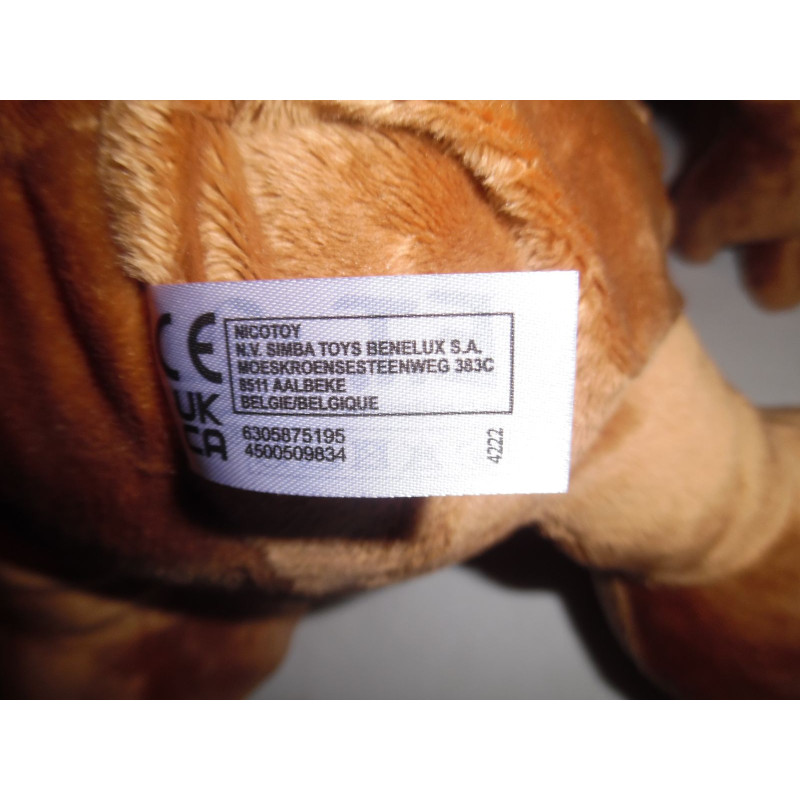 CE
UK
CA
NICOTOY
N.V. SIMBA TOYS BENELUX S.A.
MOESKROENSESTEENWEG 383C
8511 AALBEKE
BELGIE/BELGIQUE
6305875195
4500509834
4222